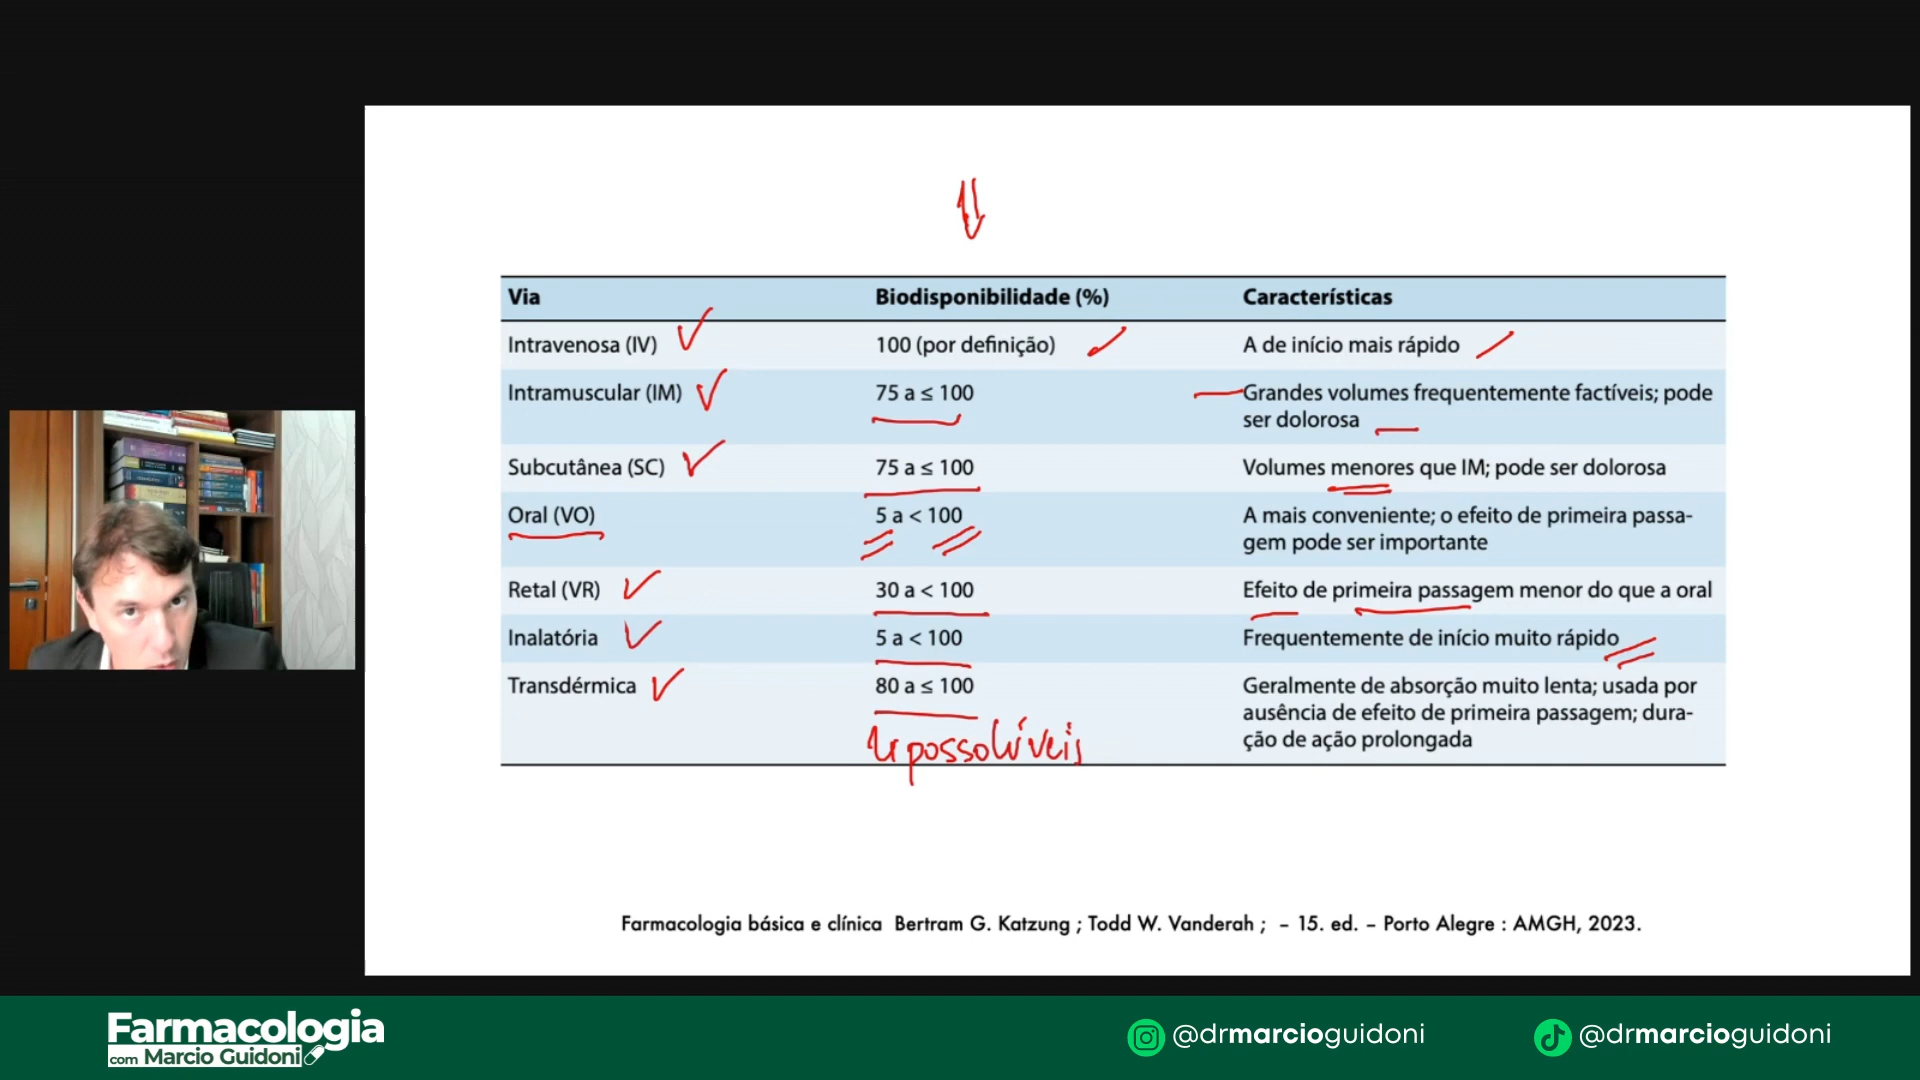 Via Biodisponibilidade (%) Características
Intravenosa (IV) 100 (por definição) A de início mais rápido
Intramuscular (IM) 75 a ≤ 100 Grandes volumes frequentemente factíveis; pode
ser dolorosa
Subcutânea (SC) 75 a ≤ 100 Volumes menores que IM; pode ser dolorosa
Oral (VO) 5 a < 100 A mais conveniente; o efeito de primeira passa-
gem pode ser importante
Retal (VR) 30 a < 100 Efeito de primeira passagem menor do que a oral
Inalatória 5 a < 100 Frequentemente de início muito rápido
Transdérmica 80 a ≤ 100 Geralmente de absorção muito lenta; usada por
ausência de efeito de primeira passagem; dura-
ção de ação prolongada
lipossolúveis
Farmacologia básica e clínica Bertram G. Katzung ; Todd W. Vanderah ; – 15. ed. – Porto Alegre : AMGH, 2023.
Farmacologia
com Marcio Guidoni
@drmarcioguidoni
@drmarcioguidoni